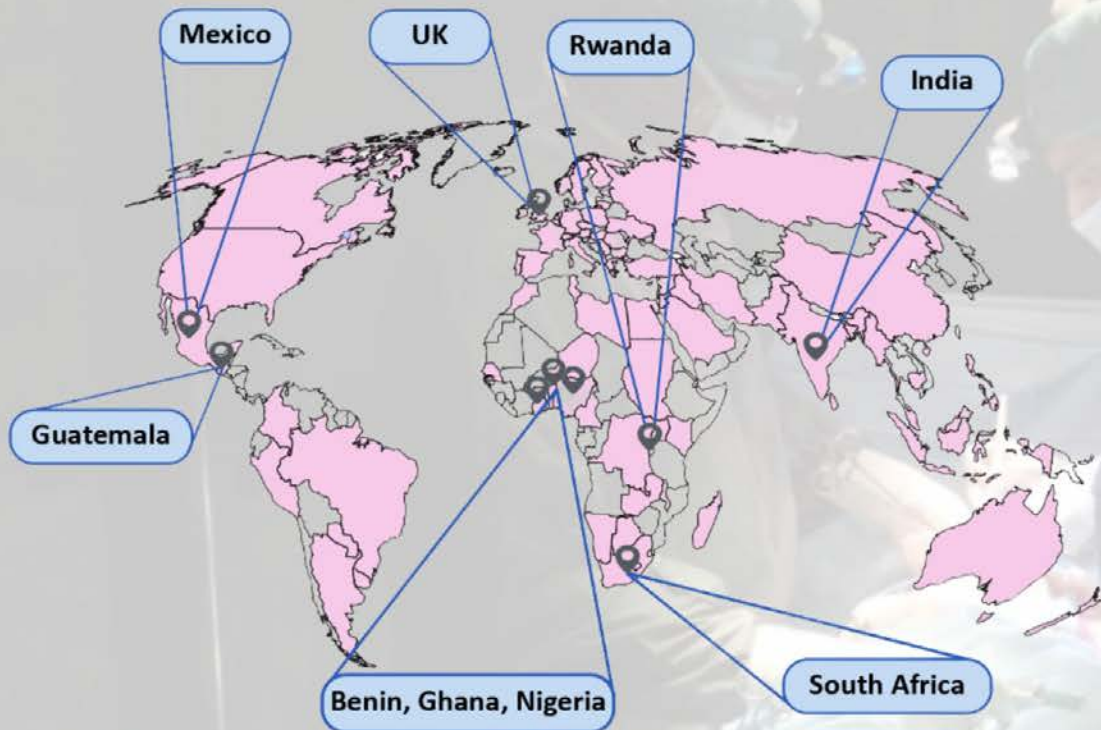 Mexico
UK
Rwanda
India
Guatemala
Benin, Ghana, Nigeria
South Africa